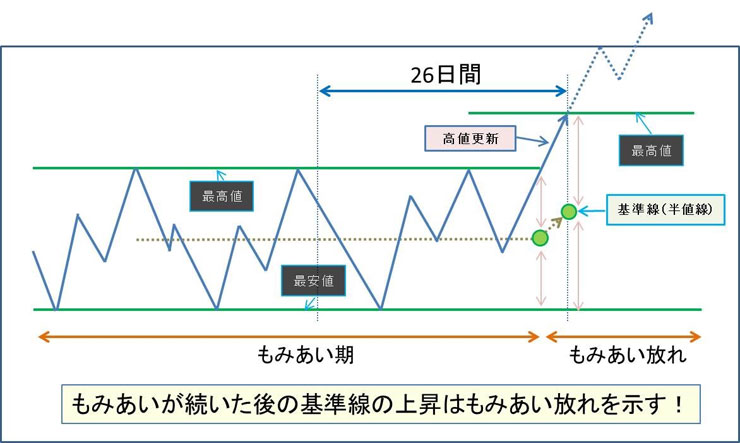 26日間
高値更新
最高値
最高値
基準線(半値線)
最安値
もみあい期
もみあい放れ
もみあいが続いた後の基準線の上昇はもみあい放れを示す！